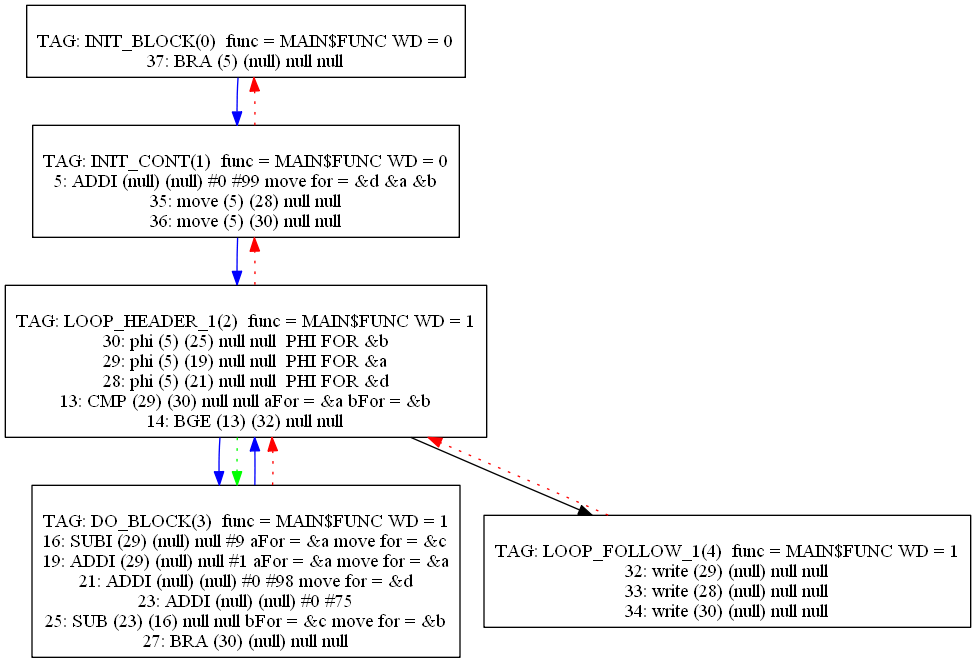 TAG: INIT_BLOCK(0) func = MAIN$FUNC WD = 0
37: BRA (5) (null) null null
TAG: INIT_CONT(1) func = MAIN$FUNC WD = 0
5: ADDI (null) (null) #0 #99 move for = &d &a &b
35: move (5) (28) null null
36: move (5) (30) null null
TAG: LOOP_HEADER_1(2) func = MAIN$FUNC WD = 1
30: phi (5) (25) null null PHI FOR &b
29: phi (5) (19) null null PHI FOR &a
28: phi (5) (21) null null PHI FOR &d
13: CMP (29) (30) null null aFor = &a bFor = &b
14: BGE (13) (32) null null
TAG: DO_BLOCK(3) func = MAIN$FUNC WD = 1
16: SUBI (29) (null) null #9 aFor = &a move for = &c
19: ADDI (29) (null) null #1 aFor = &a move for = &a
21: ADDI (null) (null) #0 #98 move for = &d
23: ADDI (null) (null) #0 #75
25: SUB (23) (16) null null bFor = &c move for = &b
27: BRA (30) (null) null null
TAG: LOOP_FOLLOW_1(4) func = MAIN$FUNC WD = 1
32: write (29) (null) null null
33: write (28) (null) null null
34: write (30) (null) null null